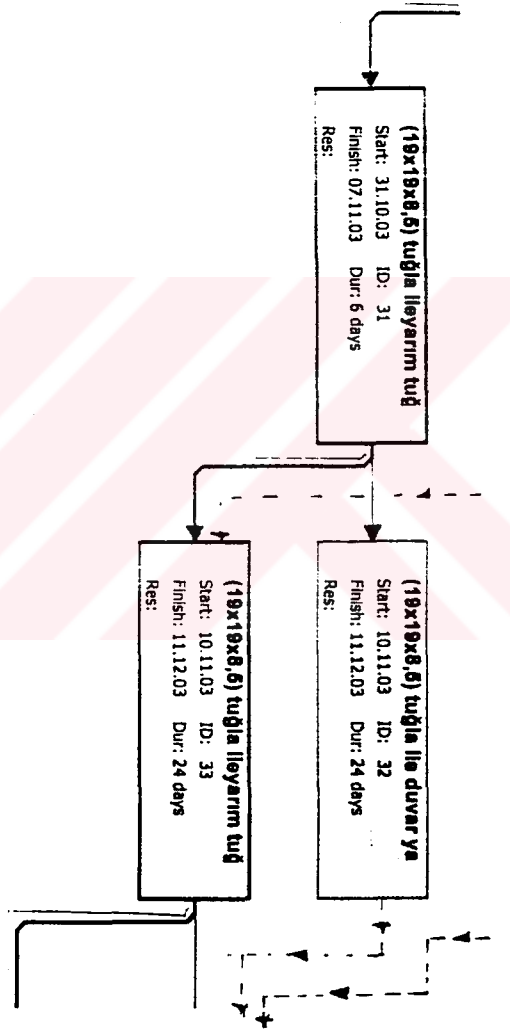 (19x19x8,5) tuğla ileyarım tuğ
Start: 31.10.03 ID: 31
Finish: 07.11.03 Dur: 6 days
Res:
(19x19x8,5) tuğla ile duvar ya
Start: 10.11.03 ID: 32
Finish: 11.12.03 Dur: 24 days
Res:
(19x19x8,5) tuğla ileyarım tuğ
Start: 10.11.03 ID: 33
Finish: 11.12.03 Dur: 24 days
Res: